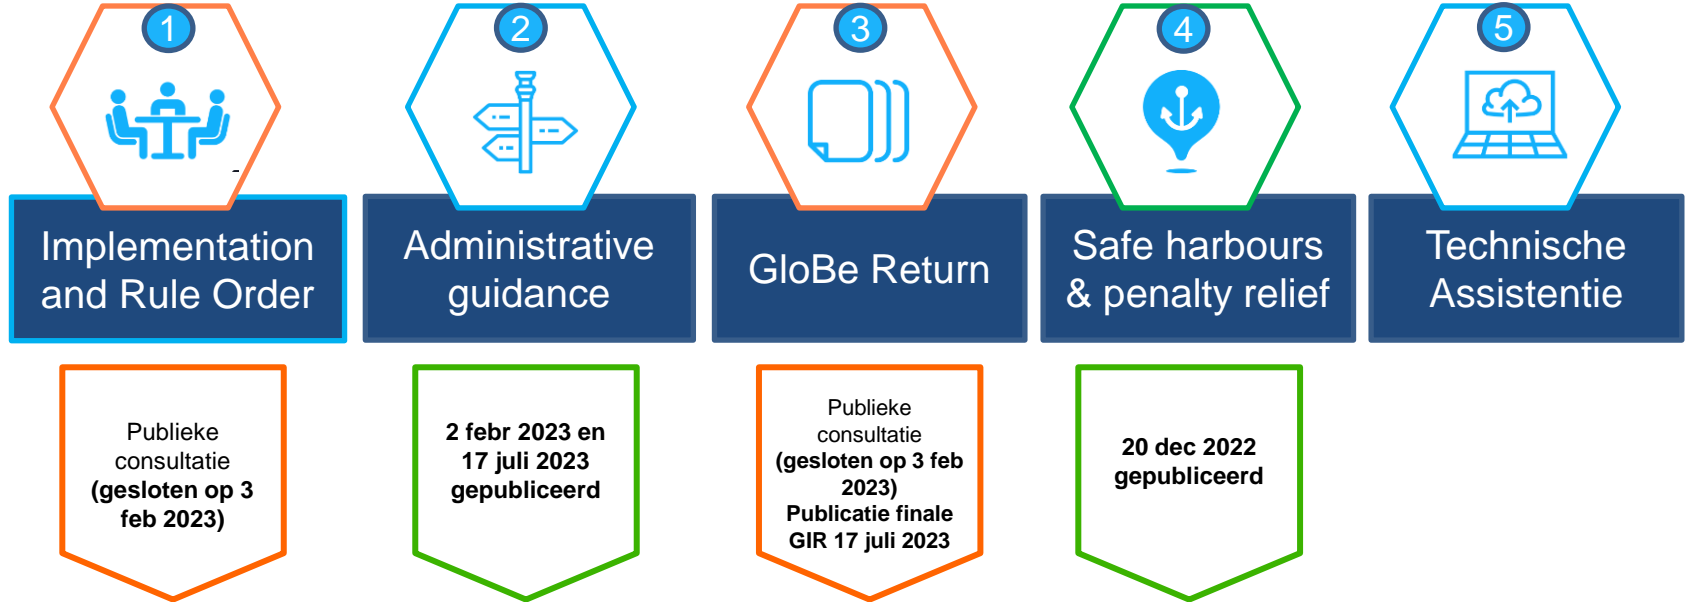 1
Implementation
and Rule Order
Publieke
consultatie
(gesloten op 3
feb 2023)
2
Administrative
guidance
2 febr 2023 en
17 juli 2023
gepubliceerd
3
GloBe Return
Publieke
consultatie
(gesloten op 3 feb
2023)
Publicatie finale
GIR 17 juli 2023
4
Safe harbours
& penalty relief
20 dec 2022
gepubliceerd
5
Technische
Assistentie